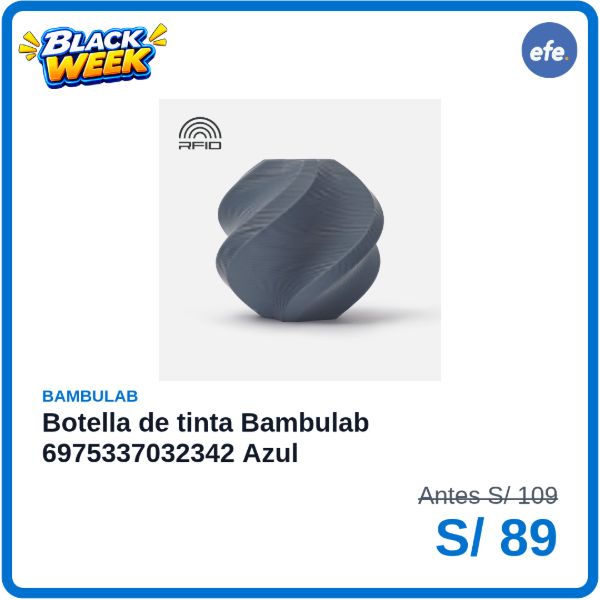 BLACK
WEEK
efe.
RFID
BAMBULAB
Botella de tinta Bambulab
6975337032342 Azul
Antes S/ 109
S/ 89